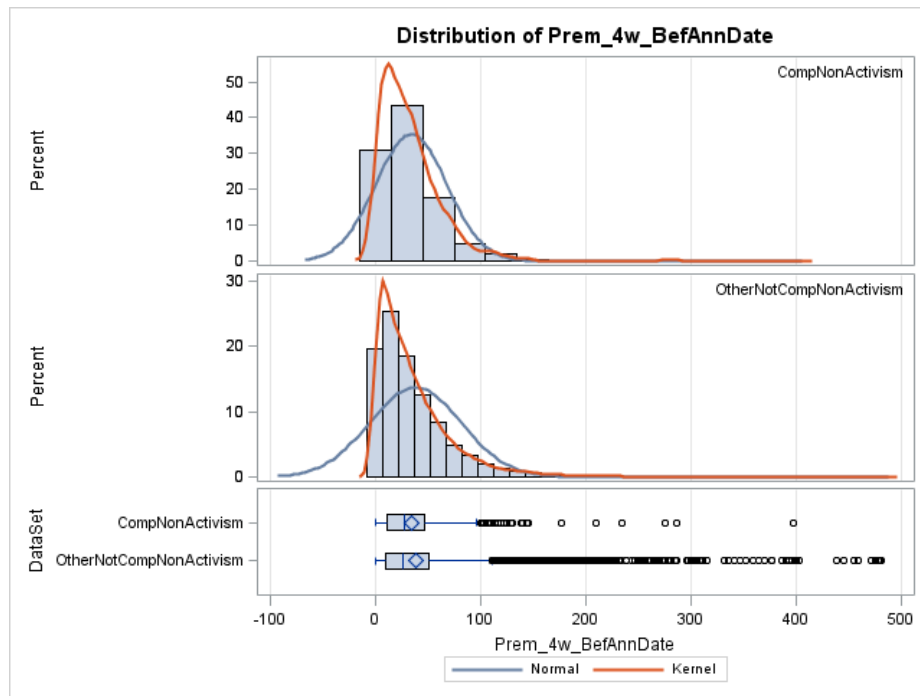 Distribution of Prem_4w_BefAnnDate
CompNonActivism
Percent
50
40
30
20
10
0
OtherNotCompNonActivism
Percent
30
20
10
0
DataSet
CompNonActivism
OtherNotCompNonActivism
-100 0 100 200 300 400 500
Prem_4w_BefAnnDate
Normal Kernel